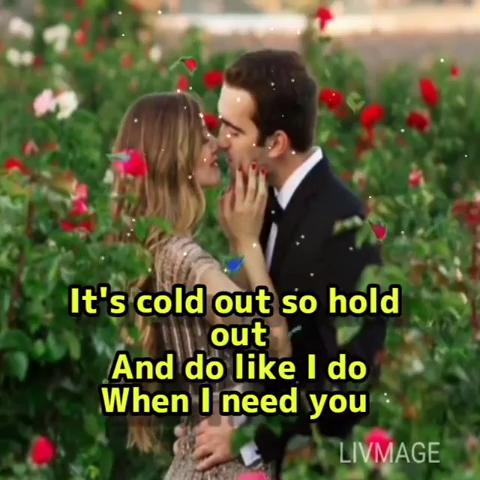 It's cold out so hold
out
And do like I do
When I need you
LIVMAGE